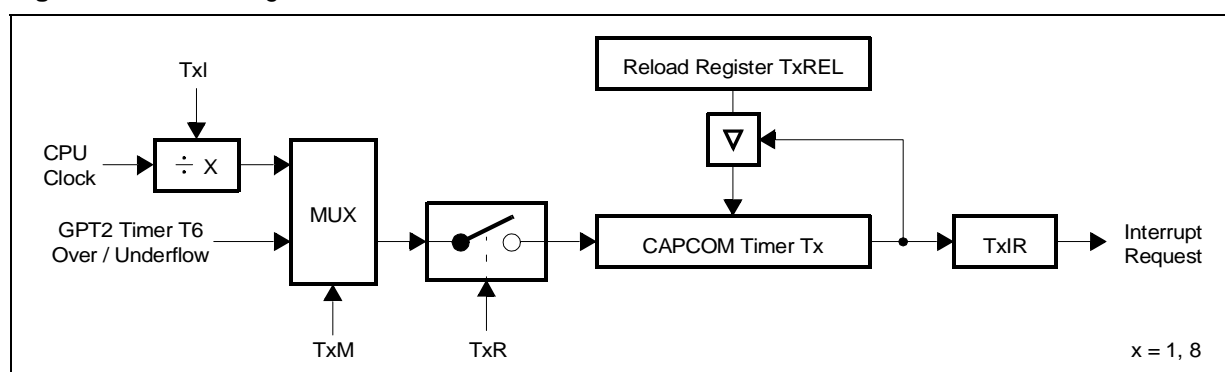 Reload Register TxREL
TxI
CPU
Clock
÷ X
MUX
GPT2 Timer T6
Over / Underflow
CAPCOM Timer Tx
TxIR
Interrupt
Request
TxM
TxR
x = 1, 8